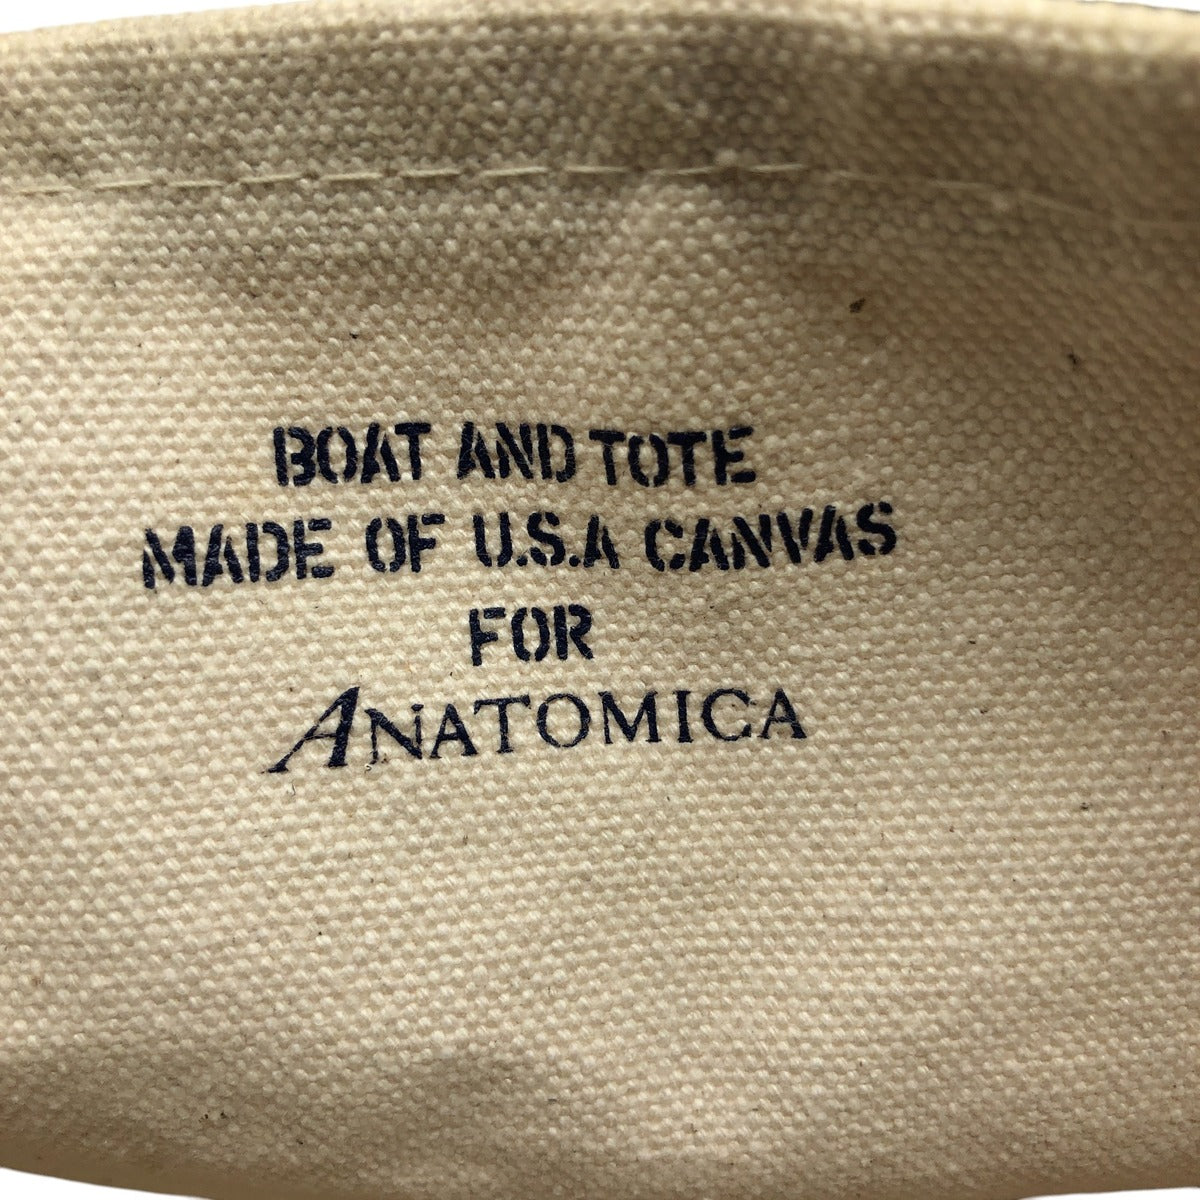 BOAT AND TOTE
MADE OF U.S.A CANVAS
FOR
ANATOMICA